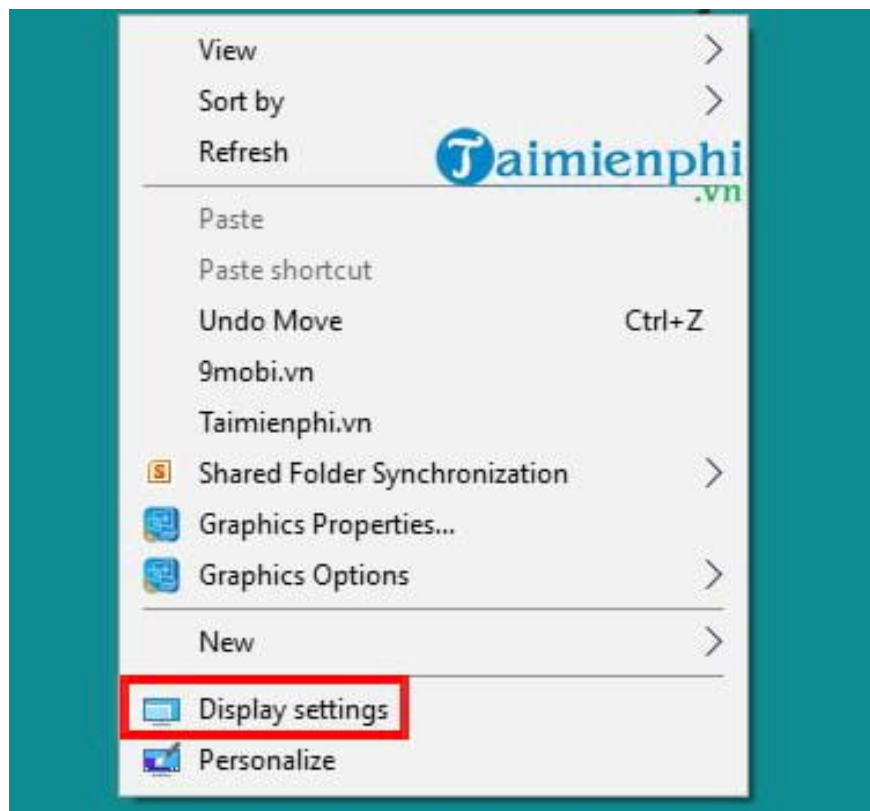 View
Sort by
Refresh
Taimienphi
.vn
Paste
Paste shortcut
Undo Move Ctrl+Z
9mobi.vn
Taimienphi.vn
Shared Folder Synchronization
Graphics Properties...
Graphics Options
New
Display settings
Personalize